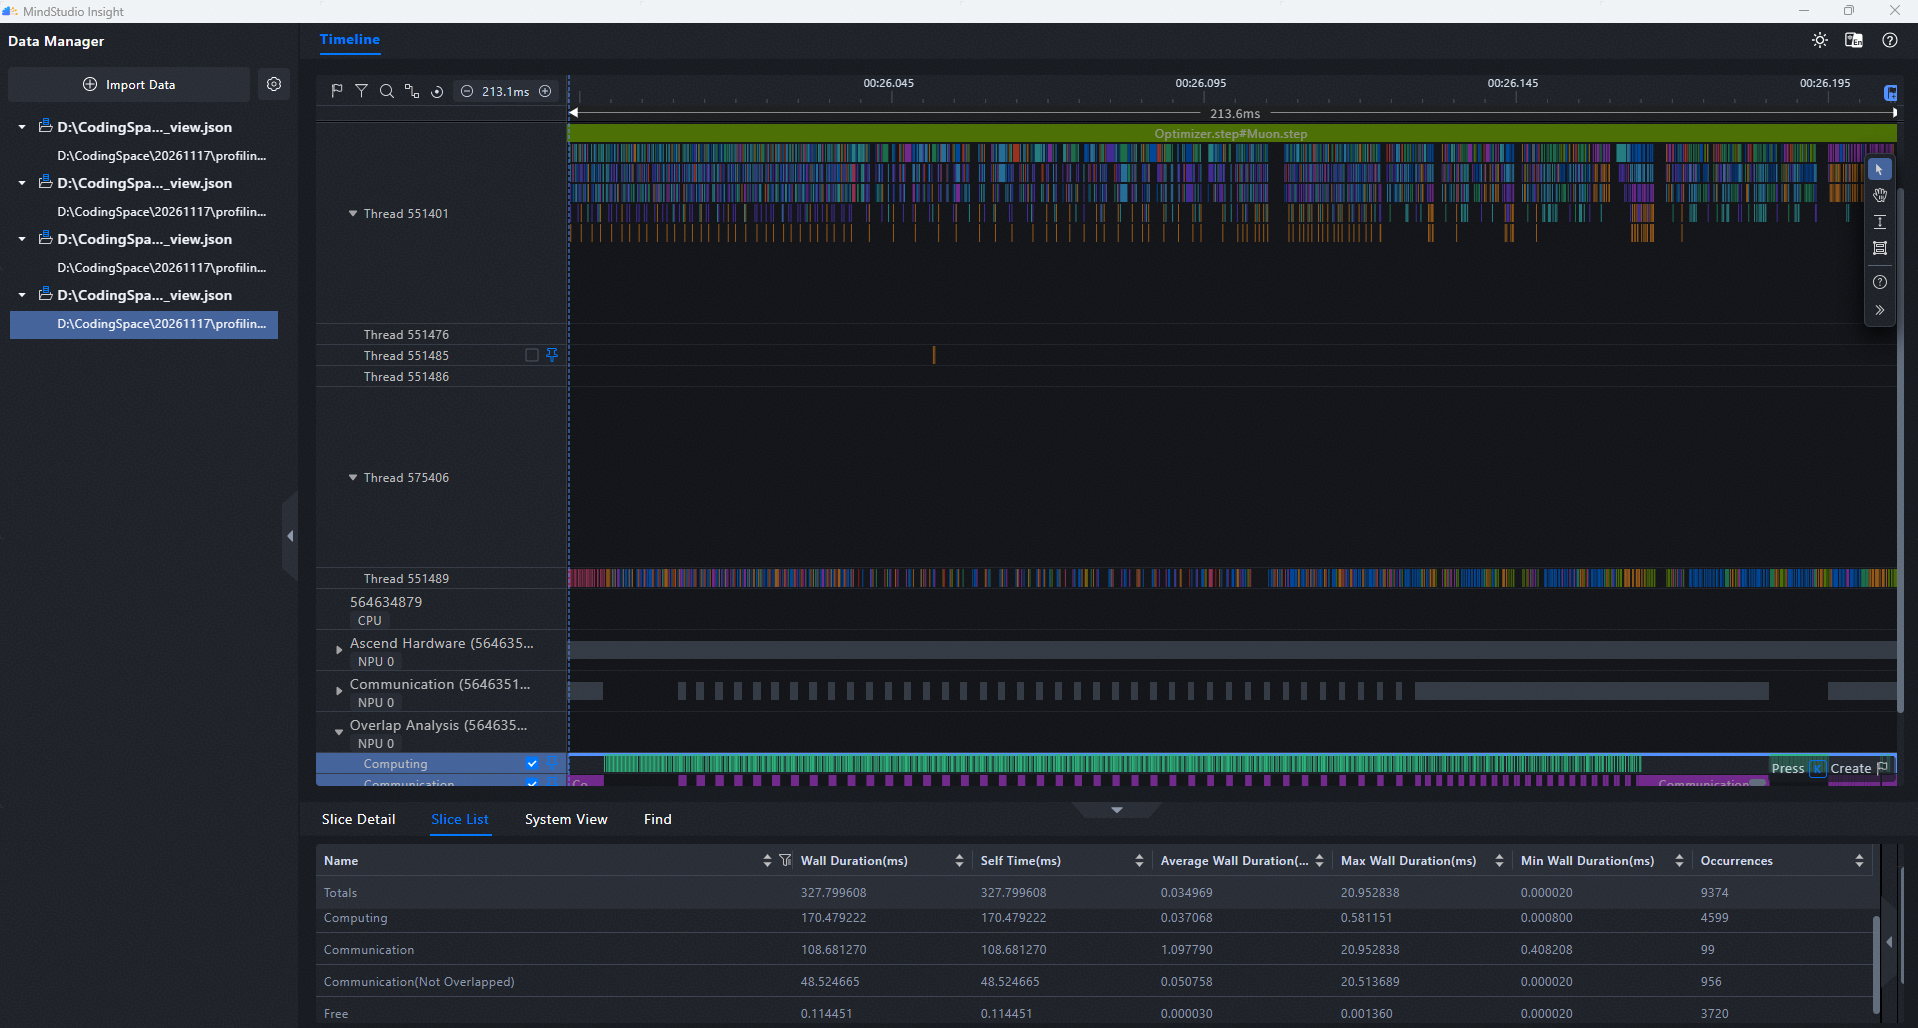 MindStudio Insight
Data Manager
Timeline
Import Data
D:\CodingSpa..._view.json
D:\CodingSpace\20261117\profilin...
D:\CodingSpa..._view.json
D:\CodingSpace\20261117\profilin...
D:\CodingSpa..._view.json
D:\CodingSpace\20261117\profilin...
D:\CodingSpa..._view.json
D:\CodingSpace\20261117\profilin...
213.1ms
00:26.045 00:26.095 00:26.145 00:26.195
213.6ms
Optimizer.step#Muon.step
Thread 551401
Thread 551476
Thread 551485
Thread 551486
Thread 575406
Thread 551489
564634879
CPU
Ascend Hardware (564635...
NPU 0
Communication (5646351...
NPU 0
Overlap Analysis (564635...
NPU 0
Computing
Press K Create
Communication Co Communication
Slice Detail Slice List System View Find
Name Wall Duration(ms) Self Time(ms) Average Wall Duration(... Max Wall Duration(ms) Min Wall Duration(ms) Occurrences
Totals 327.799608 327.799608 0.034969 20.952838 0.000020 9374
Computing 170.479222 170.479222 0.037068 0.581151 0.000800 4599
Communication 108.681270 108.681270 1.097790 20.952838 0.408208 99
Communication(Not Overlapped) 48.524665 48.524665 0.050758 20.513689 0.000020 956
Free 0.114451 0.114451 0.000030 0.001360 0.000020 3720